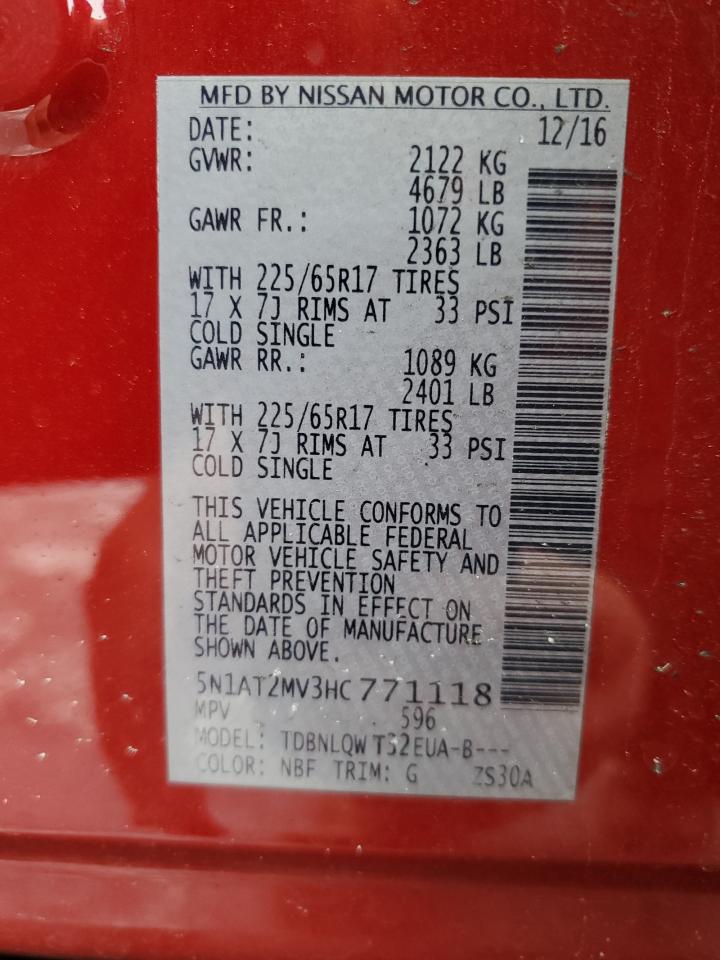 MFD BY NISSAN MOTOR CO., LTD.
DATE: 12/16
GVWR: 2122 KG
4679 LB
GAWR FR.: 1072 KG
2363 LB
WITH 225/65R17 TIRES
17 X 7J RIMS AT 33 PSI
COLD SINGLE
GAWR RR.: 1089 KG
2401 LB
WITH 225/65R17 TIRES
17 X 7J RIMS AT 33 PSI
COLD SINGLE
THIS VEHICLE CONFORMS TO
ALL APPLICABLE FEDERAL
MOTOR VEHICLE SAFETY AND
THEFT PREVENTION
STANDARDS IN EFFECT ON
THE DATE OF MANUFACTURE
SHOWN ABOVE.
5N1AT2MV3HC771118
MPV 596
MODEL: TDBNLQWT32EUA-B---
COLOR: NBF TRIM: G ZS30A